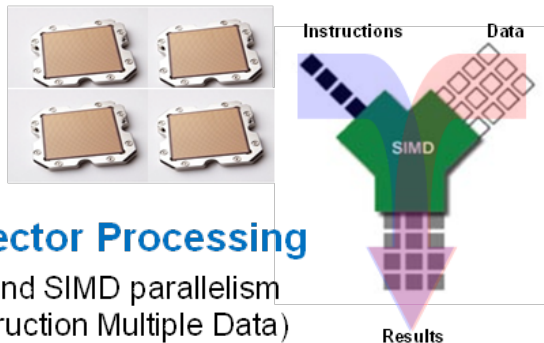 Instructions Data
SIMD
ector Processing
nd SIMD parallelism
ruction Multiple Data)
Results